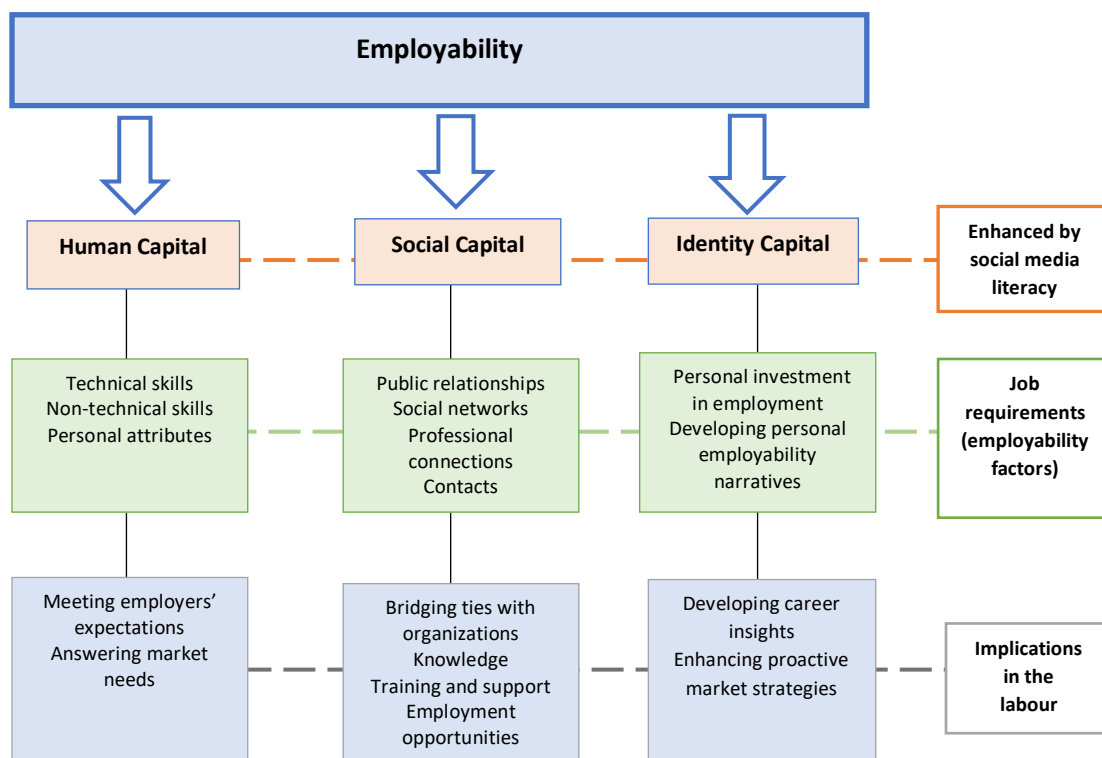 Employability
Human Capital
Social Capital
Identity Capital
Enhanced by
social media
literacy
Technical skills
Non-technical skills
Personal attributes
Public relationships
Social networks
Professional
connections
Contacts
Personal investment
in employment
Developing personal
employability
narratives
Job
requirements
(employability
factors)
Meeting employers’
expectations
Answering market
needs
Bridging ties with
organizations
Knowledge
Training and support
Employment
opportunities
Developing career
insights
Enhancing proactive
market strategies
Implications
in the
labour